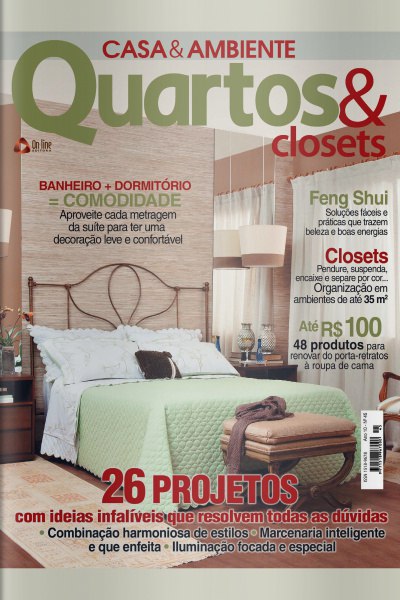 CASA&AMBIENTE
Quartos&
closets
On line
EDITORA
BANHEIRO + DORMITÓRIO
= COMODIDADE
Aproveite cada metragem
da suíte para ter uma
decoração leve e confortável
Feng Shui
Soluções fáceis e
práticas que trazem
beleza e boas energias
Closets
Pendure, suspenda,
encaixe e separe por cor...
Organização em
ambientes de até 35 m²
Até R$100
48 produtos para
renovar do porta-retratos
à roupa de cama
26 PROJETOS
com ideias infalíveis que resolvem todas as dúvidas
• Combinação harmoniosa de estilos • Marcenaria inteligente
e que enfeita • Iluminação focada e especial